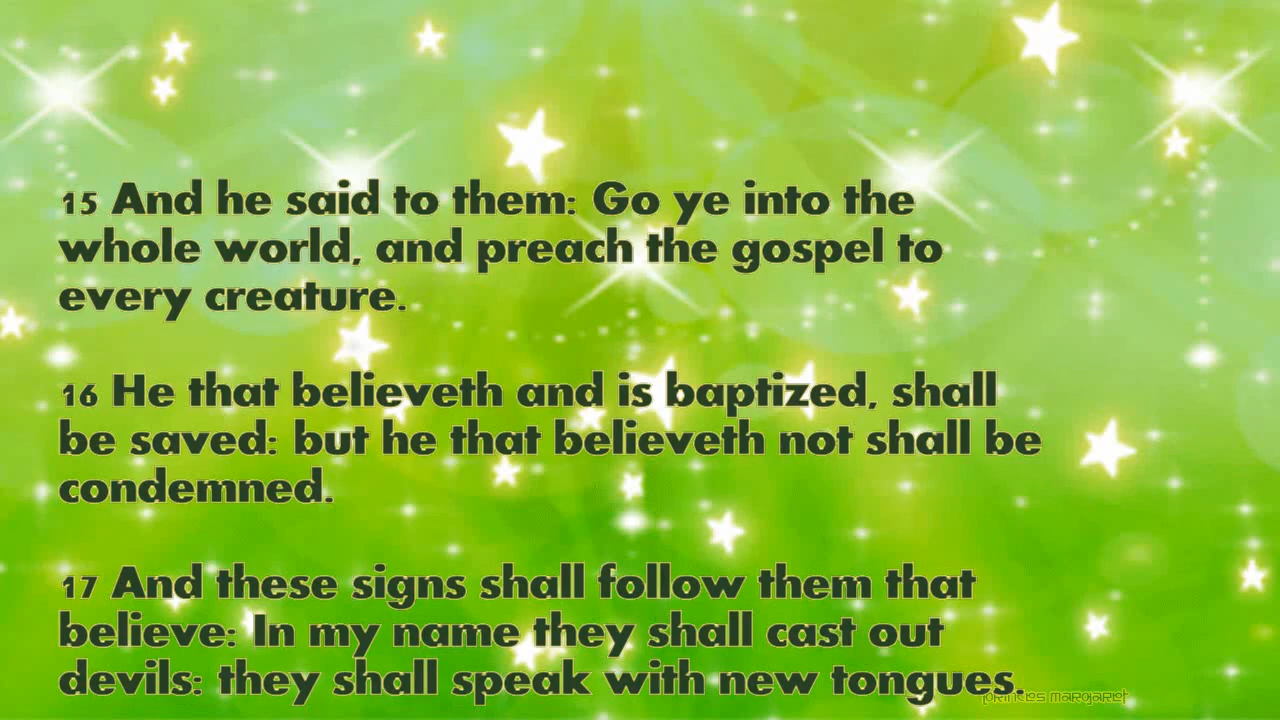 15 And he said to them: Go ye into the
whole world, and preach the gospel to
every creature.
16 He that believeth and is baptized, shall
be saved: but he that believeth not shall be
condemned.
17 And these signs shall follow them that
believe: In my name they shall cast out
devils: they shall speak with new tongues.
princes margaret